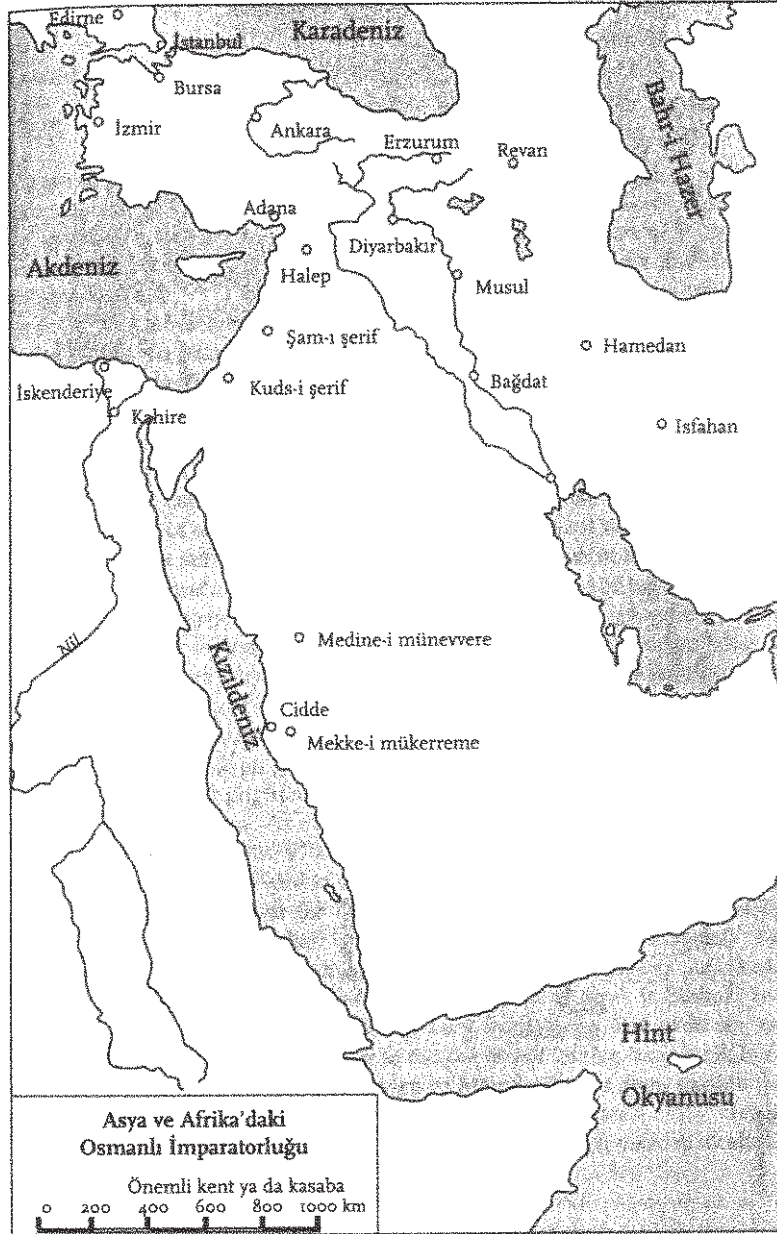 Edirne
Karadeniz
İstanbul
Bursa
Bahr-i Hazer
İzmir
Ankara
Erzurum
Revan
Adana
Diyarbakır
Akdeniz
Halep
Musul
Şam-ı şerif
Hamedan
İskenderiye
Kuds-i şerif
Bağdat
Kahire
Isfahan
Nil
Medine-i münevvere
Kızıldeniz
Cidde
Mekke-i mükerreme
Hint
Okyanusu
Asya ve Afrika'daki
Osmanlı İmparatorluğu
Önemli kent ya da kasaba
0 200 400 600 800 1000 km